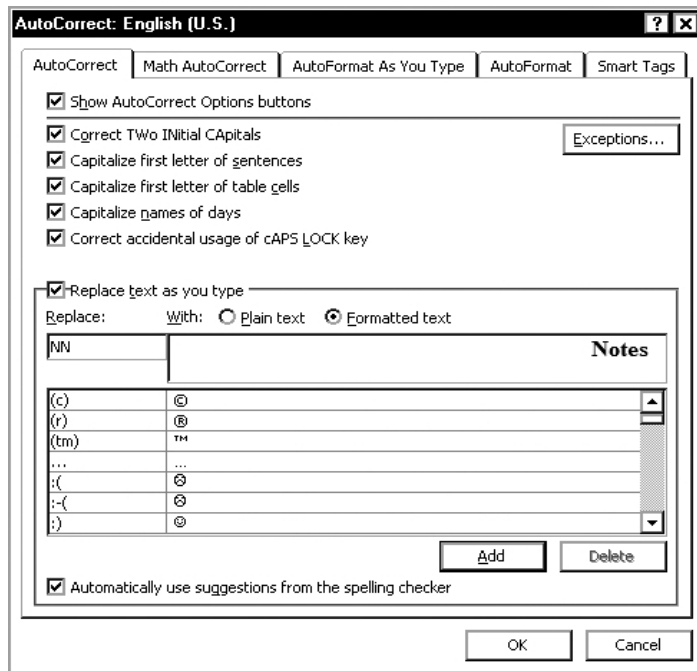 AutoCorrect: English (U.S.)
AutoCorrect Math AutoCorrect AutoFormat As You Type AutoFormat Smart Tags
Show AutoCorrect Options buttons
Correct TWo INitial CApitals
Exceptions...
Capitalize first letter of sentences
Capitalize first letter of table cells
Capitalize names of days
Correct accidental usage of cAPS LOCK key
Replace text as you type
Replace: With: Plain text Formatted text
NN Notes
(c) ©
(r) ®
(tm) ™
... ...
:( ☹
:-( ☹
:) ☺
Add Delete
Automatically use suggestions from the spelling checker
OK Cancel